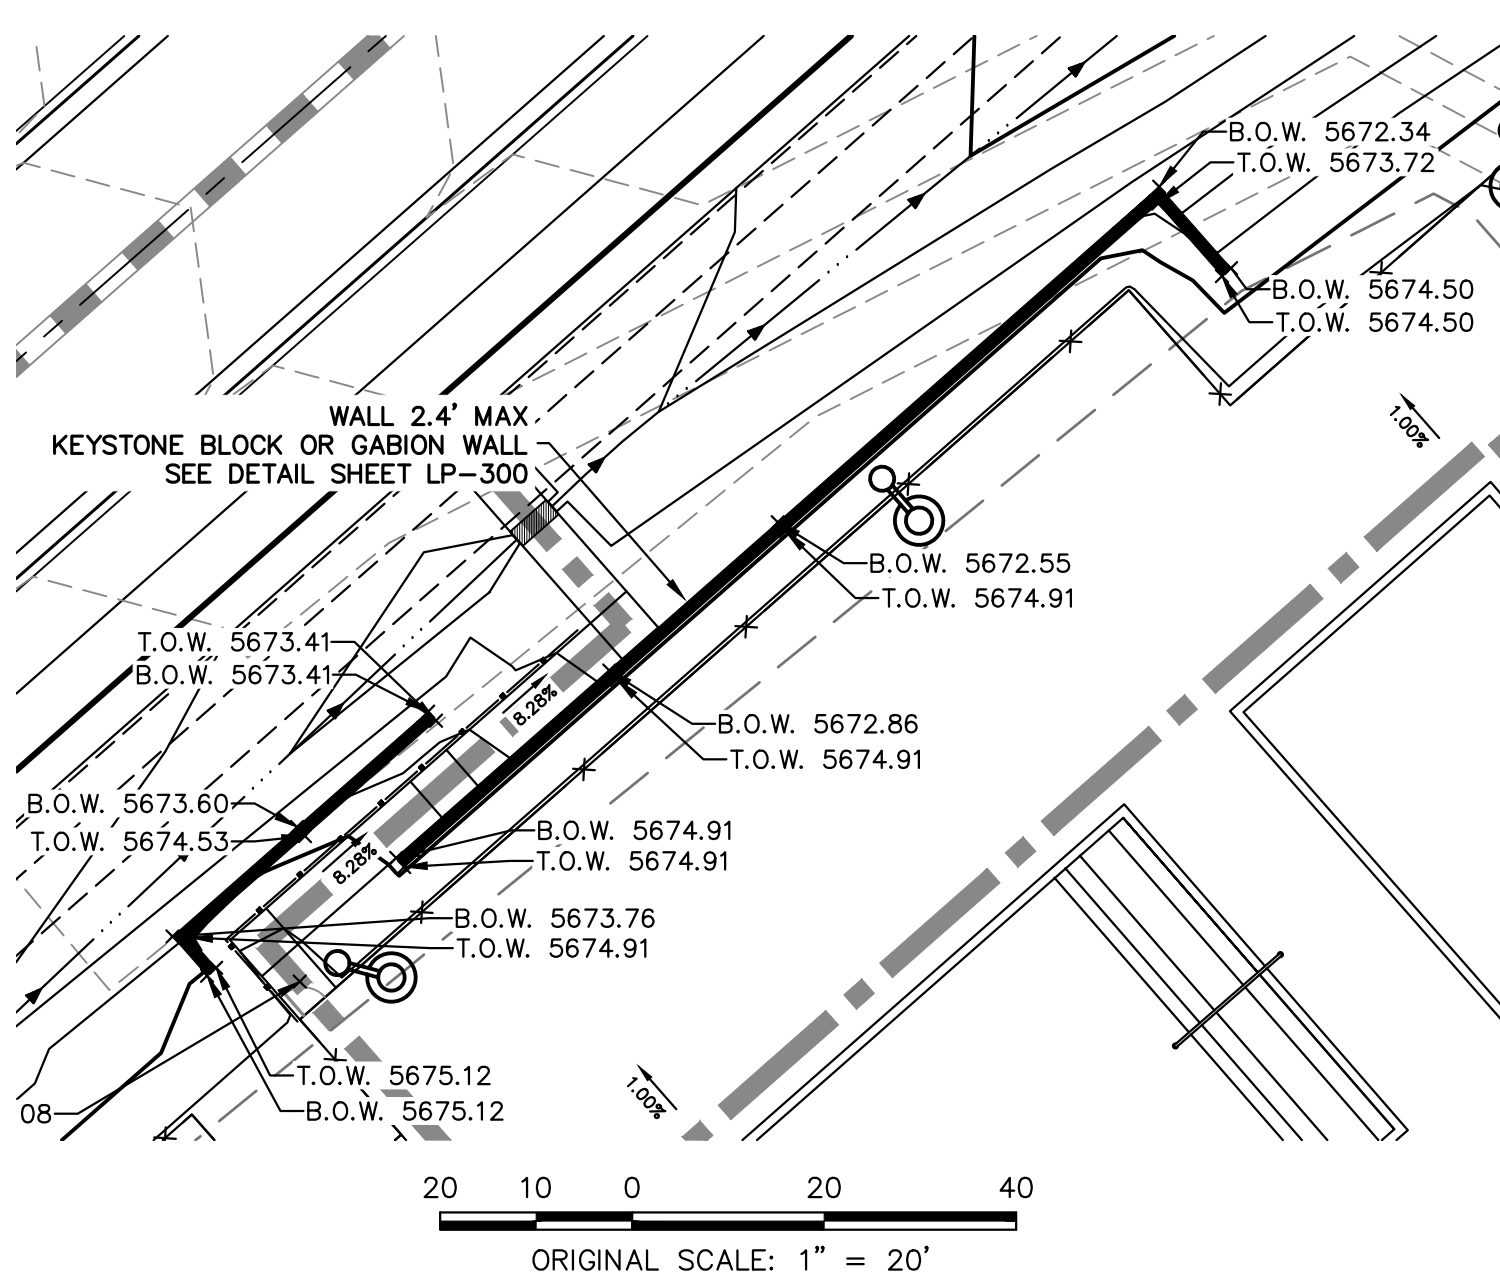 B.O.W. 5672.34
T.O.W. 5673.72
B.O.W. 5674.50
T.O.W. 5674.50
1.00%
WALL 2.4' MAX
KEYSTONE BLOCK OR GABION WALL
SEE DETAIL SHEET LP-300
B.O.W. 5672.55
T.O.W. 5674.91
T.O.W. 5673.41
B.O.W. 5673.41
8.28%
B.O.W. 5672.86
T.O.W. 5674.91
B.O.W. 5673.60
T.O.W. 5674.53
B.O.W. 5674.91
T.O.W. 5674.91
8.28%
B.O.W. 5673.76
T.O.W. 5674.91
T.O.W. 5675.12
B.O.W. 5675.12
08
1.00%
20 10 0 20 40
ORIGINAL SCALE: 1" = 20'